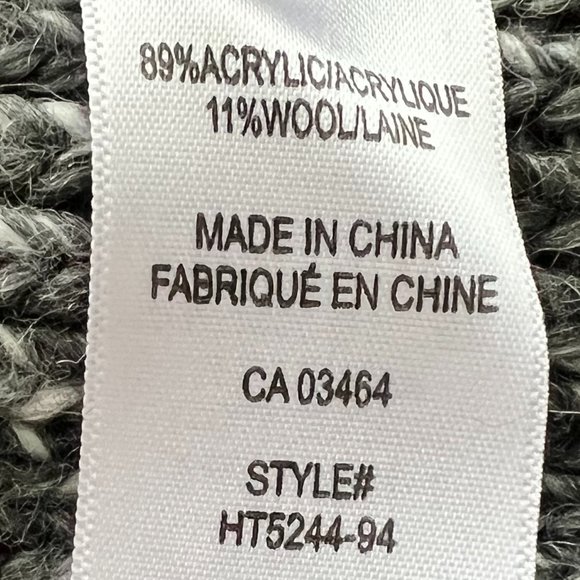 89%ACRYLIC/ACRYLIQUE
11%WOOL/LAINE
MADE IN CHINA
FABRIQUÉ EN CHINE
CA 03464
STYLE#
HT5244-94